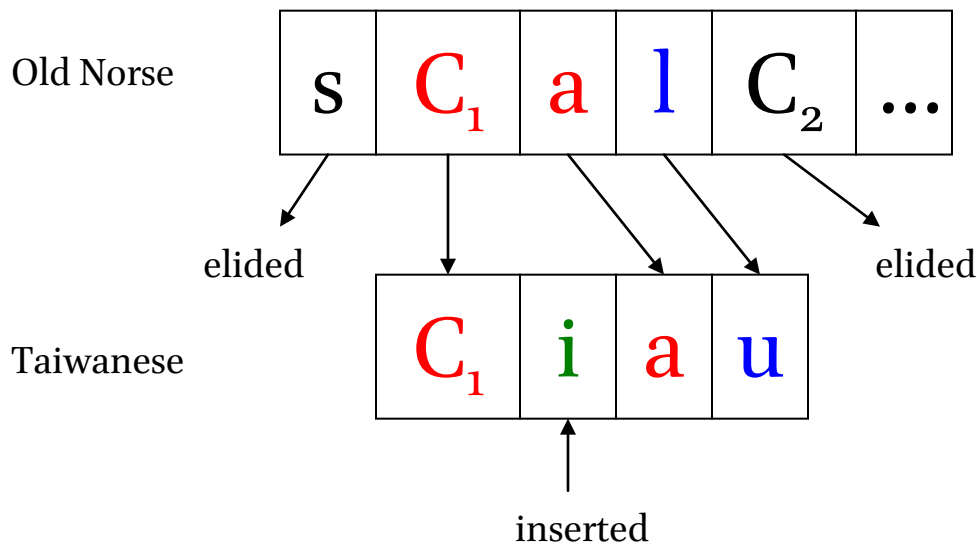 Old Norse s C₁ a l C₂ ...
elided elided
Taiwanese C₁ i a u
inserted